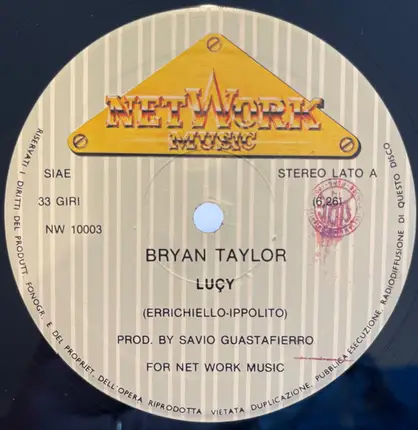 NETWORK
MUSIC
SIAE
STEREO LATO A
33 GIRI
(6,26)
NW 10003
BRYAN TAYLOR
LUÇY
(ERRICHIELLO-IPPOLITO)
PROD. BY SAVIO GUASTAFIERRO
FOR NET WORK MUSIC
RISERVATI I DIRITTI DEL PRODUTT. FONOGR. E DEL PROPRIET. DELL'OPERA RIPRODOTTA VIETATA DUPLICAZIONE, PUBBLICA ESECUZIONE, RADIODIFFUSIONE DI QUESTO DISCO